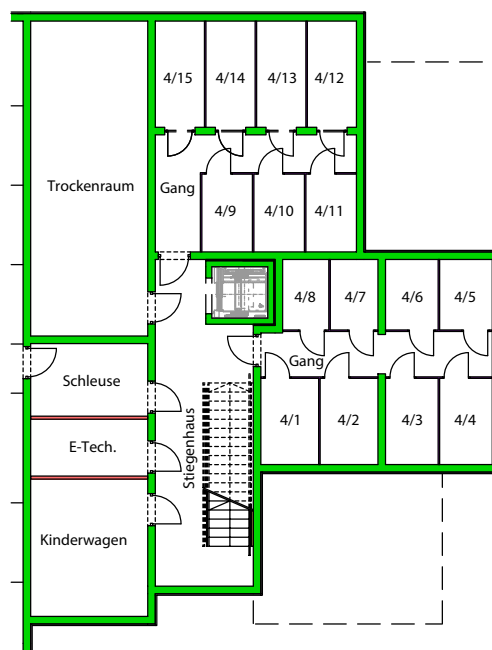 4/15 4/14 4/13 4/12
Trockenraum
Gang
4/9 4/10 4/11
4/8 4/7 4/6 4/5
Gang
Schleuse
4/1 4/2 4/3 4/4
E-Tech.
Stiegenhaus
Kinderwagen